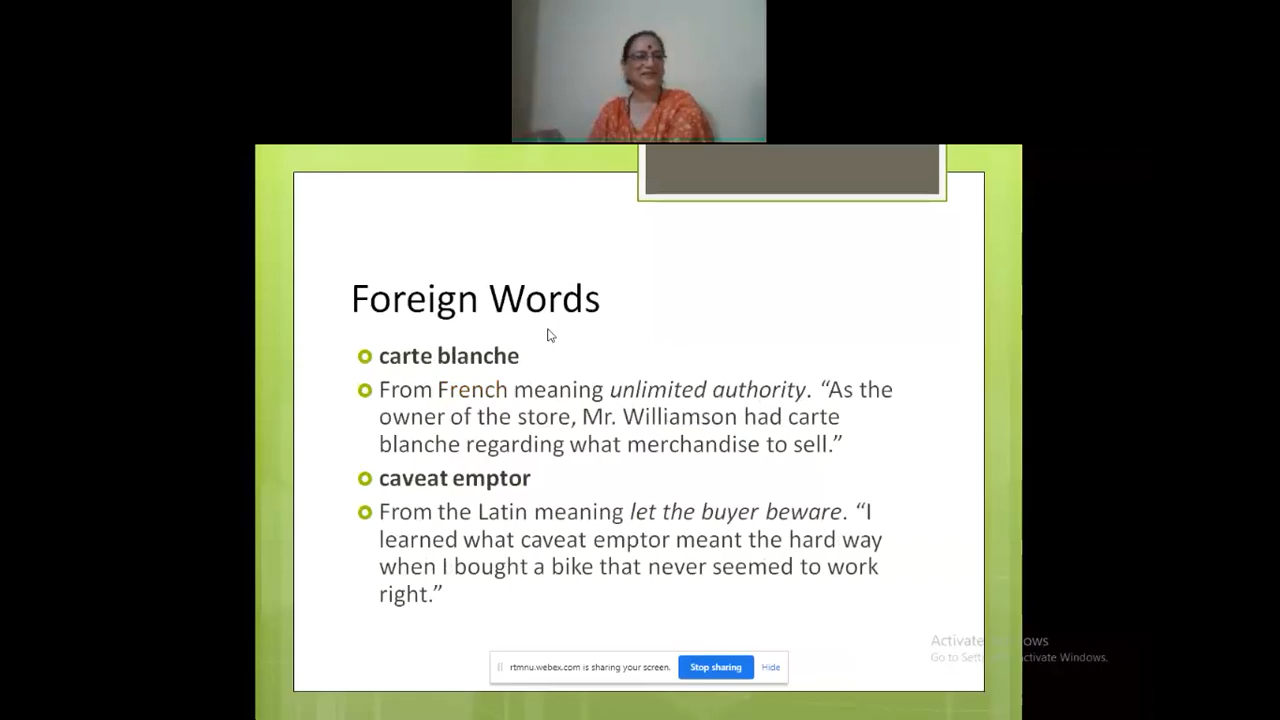 Foreign Words
carte blanche
From French meaning unlimited authority. “As the
owner of the store, Mr. Williamson had carte
blanche regarding what merchandise to sell.”
caveat emptor
From the Latin meaning let the buyer beware. “I
learned what caveat emptor meant the hard way
when I bought a bike that never seemed to work
right.”
Activate ows
Go to Sett ctivate Windows.
rtmnu.webex.com is sharing your screen. Stop sharing Hide